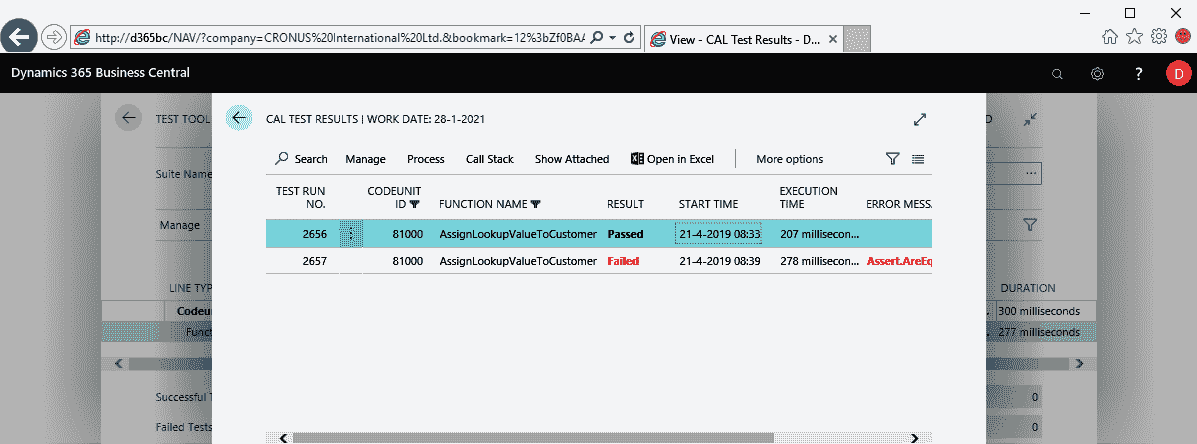 http://d365bc/NAV/?company=CRONUS%20International%20Ltd.&bookmark=12%3bZf0BAA
View - CAL Test Results - D...
Dynamics 365 Business Central
?
D
TEST TOOL
CAL TEST RESULTS | WORK DATE: 28-1-2021
D
Search Manage Process Call Stack Show Attached Open in Excel More options
Suite Name
...
TEST RUN NO. CODEUNIT ID FUNCTION NAME RESULT START TIME EXECUTION TIME ERROR MESSA
Manage
2656 81000 AssignLookupValueToCustomer Passed 21-4-2019 08:33 207 millisecon...
2657 81000 AssignLookupValueToCustomer Failed 21-4-2019 08:39 278 millisecon... Assert.AreEq
LINE TYP DURATION
Codeu 300 milliseconds
Funct 277 milliseconds
Successful T 0
Failed Tests 0